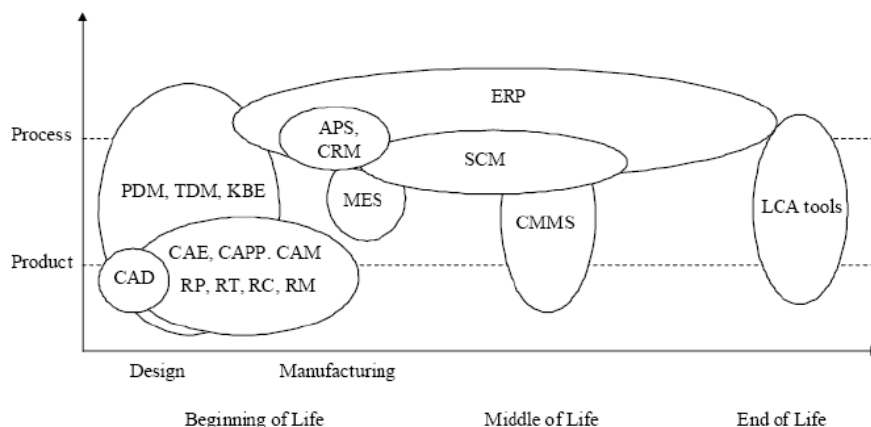 ERP
Process
APS,
CRM
SCM
PDM, TDM, KBE
MES
LCA tools
CMMS
CAE, CAPP. CAM
Product
CAD
RP, RT, RC, RM
Design
Manufacturing
Beginning of Life
Middle of Life
End of Life